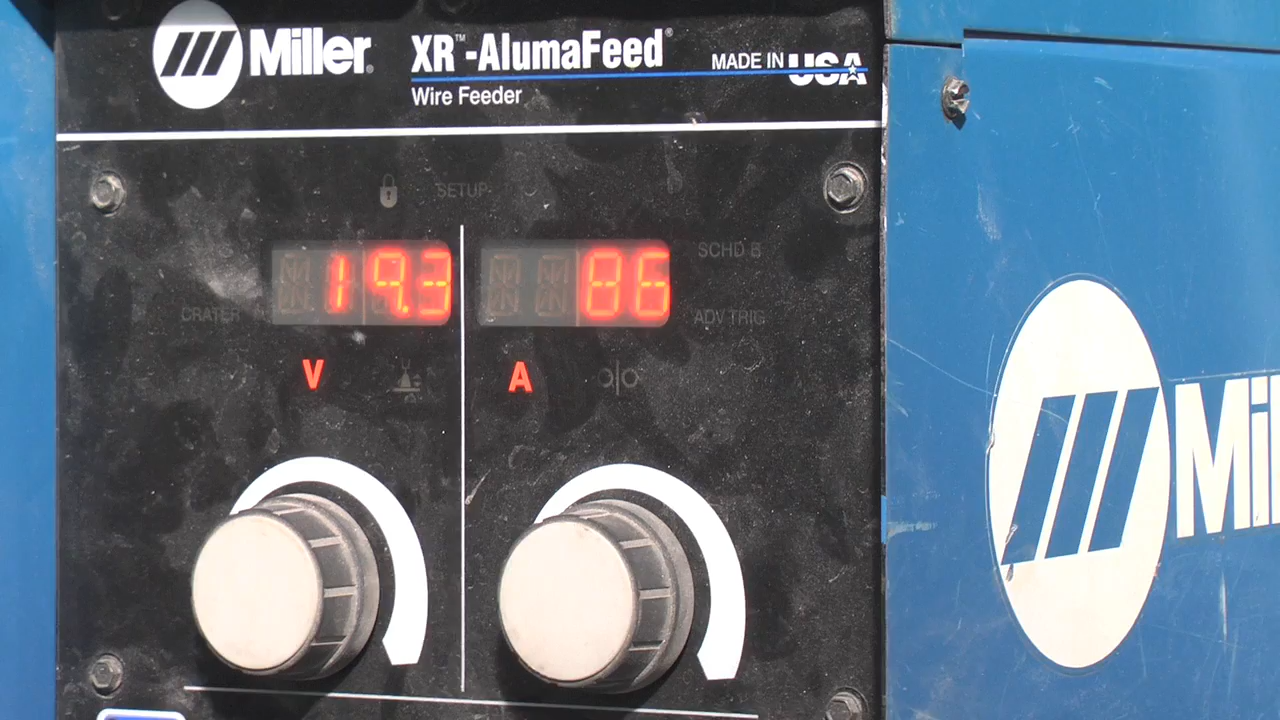 Miller®
XR™-AlumaFeed®
Wire Feeder
MADE IN USA
SETUP
19.3
86
SCHD B
CRATER
ADV TRIG
V
A
Mil